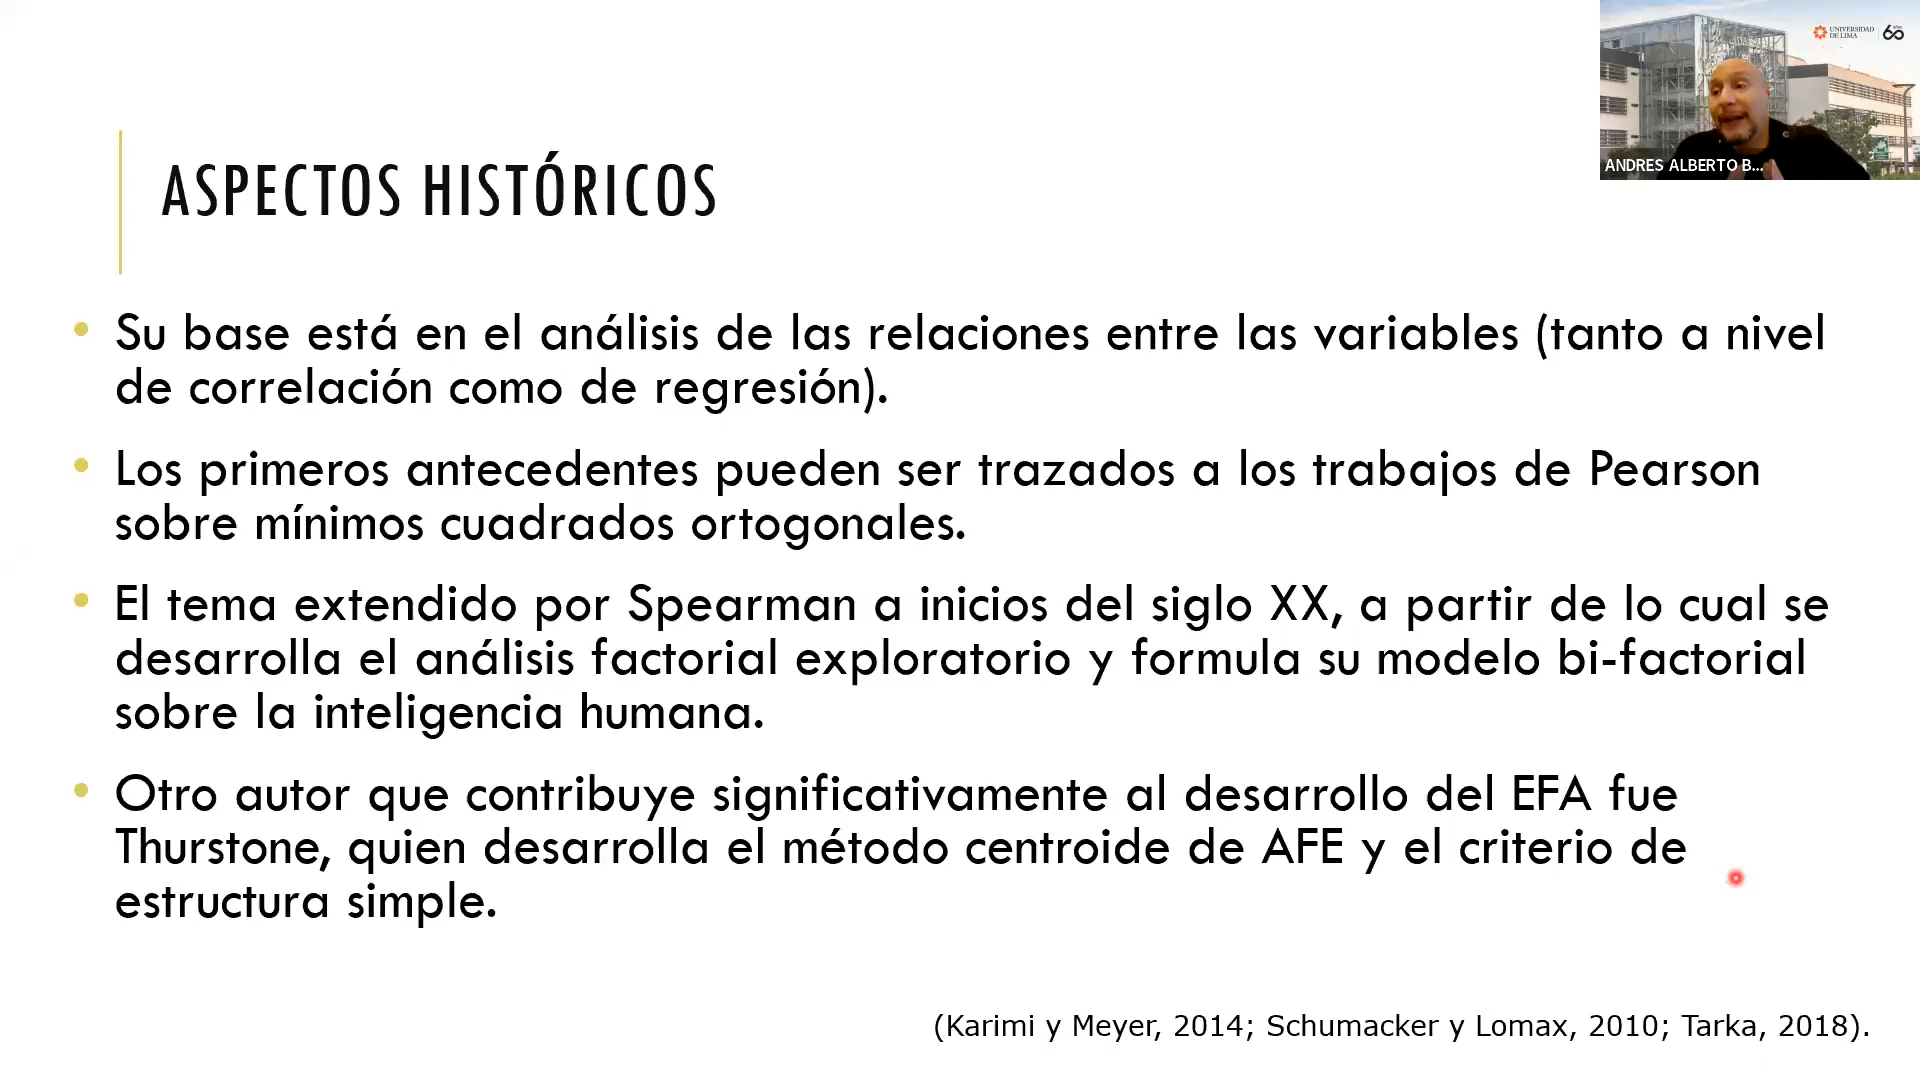 UNIVERSIDAD
DE LIMA
60
ANDRES ALBERTO B...
ASPECTOS HISTÓRICOS
• Su base está en el análisis de las relaciones entre las variables (tanto a nivel
de correlación como de regresión).
• Los primeros antecedentes pueden ser trazados a los trabajos de Pearson
sobre mínimos cuadrados ortogonales.
• El tema extendido por Spearman a inicios del siglo XX, a partir de lo cual se
desarrolla el análisis factorial exploratorio y formula su modelo bi-factorial
sobre la inteligencia humana.
• Otro autor que contribuye significativamente al desarrollo del EFA fue
Thurstone, quien desarrolla el método centroide de AFE y el criterio de
estructura simple.
(Karimi y Meyer, 2014; Schumacker y Lomax, 2010; Tarka, 2018).